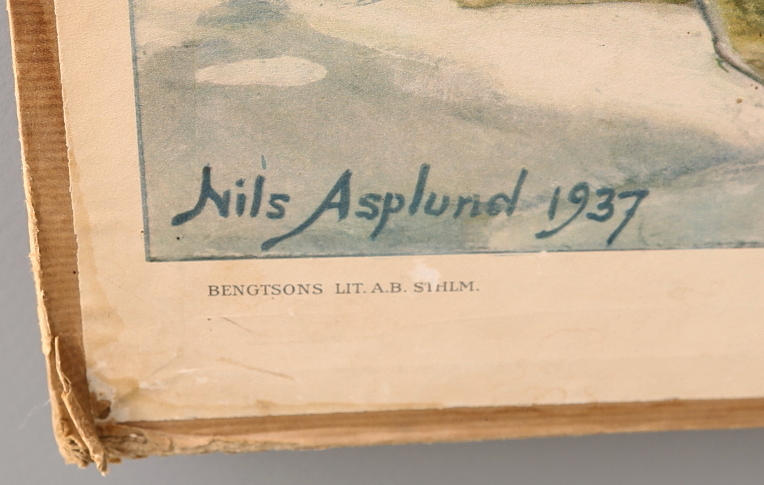 Nils Asplund 1937
BENGTSONS LIT. A.B. STHLM.